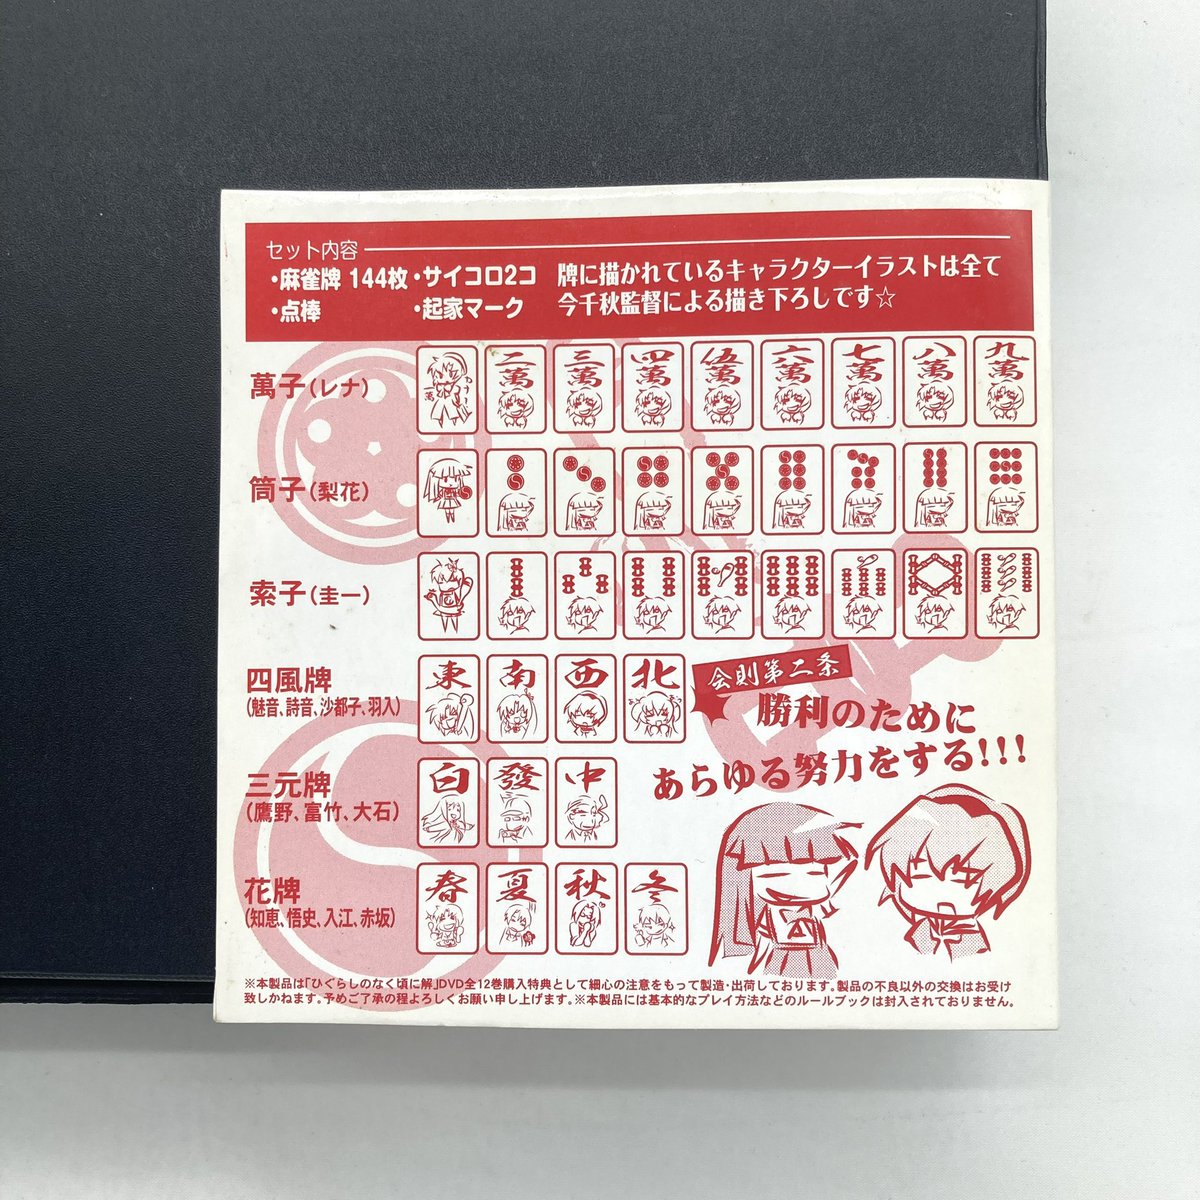 セット内容
・麻雀牌 144枚・サイコロ2コ
・点棒 ・起家マーク
牌に描かれているキャラクターイラストは全て
今千秋監督による描き下ろしです☆
萬子(レナ)
萬
二萬 三萬 四萬 伍萬 六萬 七萬 八萬 九萬
筒子(梨花)
索子(圭一)
四風牌
(魅音、詩音、沙都子、羽入)
東 南 西 北
会則第二条
勝利のために
あらゆる努力をする!!!
三元牌
(鷹野、富竹、大石)
白 發 中
花牌
(知恵、悟史、入江、赤坂)
春 夏 秋 冬
※本製品は「ひぐらしのなく頃に解」DVD全12巻購入特典として細心の注意をもって製造・出荷しております。製品の不良以外の交換はお受け
致しかねます。予めご了承の程よろしくお願い申し上げます。※本製品には基本的なプレイ方法などのルールブックは封入されておりません。